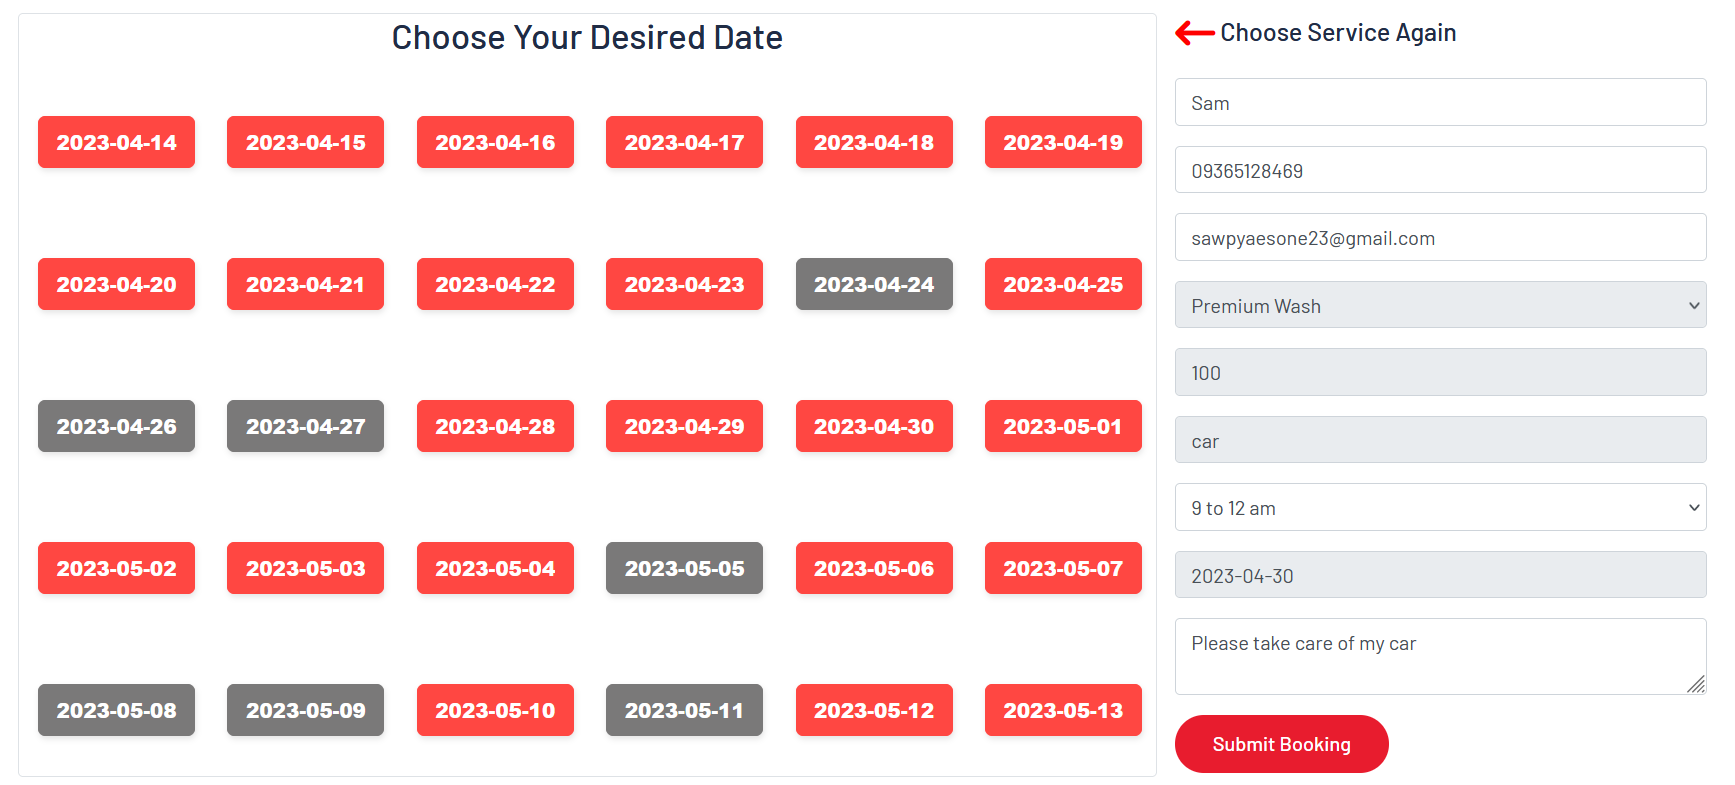 Choose Your Desired Date
2023-04-14 2023-04-15 2023-04-16 2023-04-17 2023-04-18 2023-04-19
2023-04-20 2023-04-21 2023-04-22 2023-04-23 2023-04-24 2023-04-25
2023-04-26 2023-04-27 2023-04-28 2023-04-29 2023-04-30 2023-05-01
2023-05-02 2023-05-03 2023-05-04 2023-05-05 2023-05-06 2023-05-07
2023-05-08 2023-05-09 2023-05-10 2023-05-11 2023-05-12 2023-05-13
Choose Service Again
Sam
09365128469
sawpyaesone23@gmail.com
Premium Wash
100
car
9 to 12 am
2023-04-30
Please take care of my car
Submit Booking